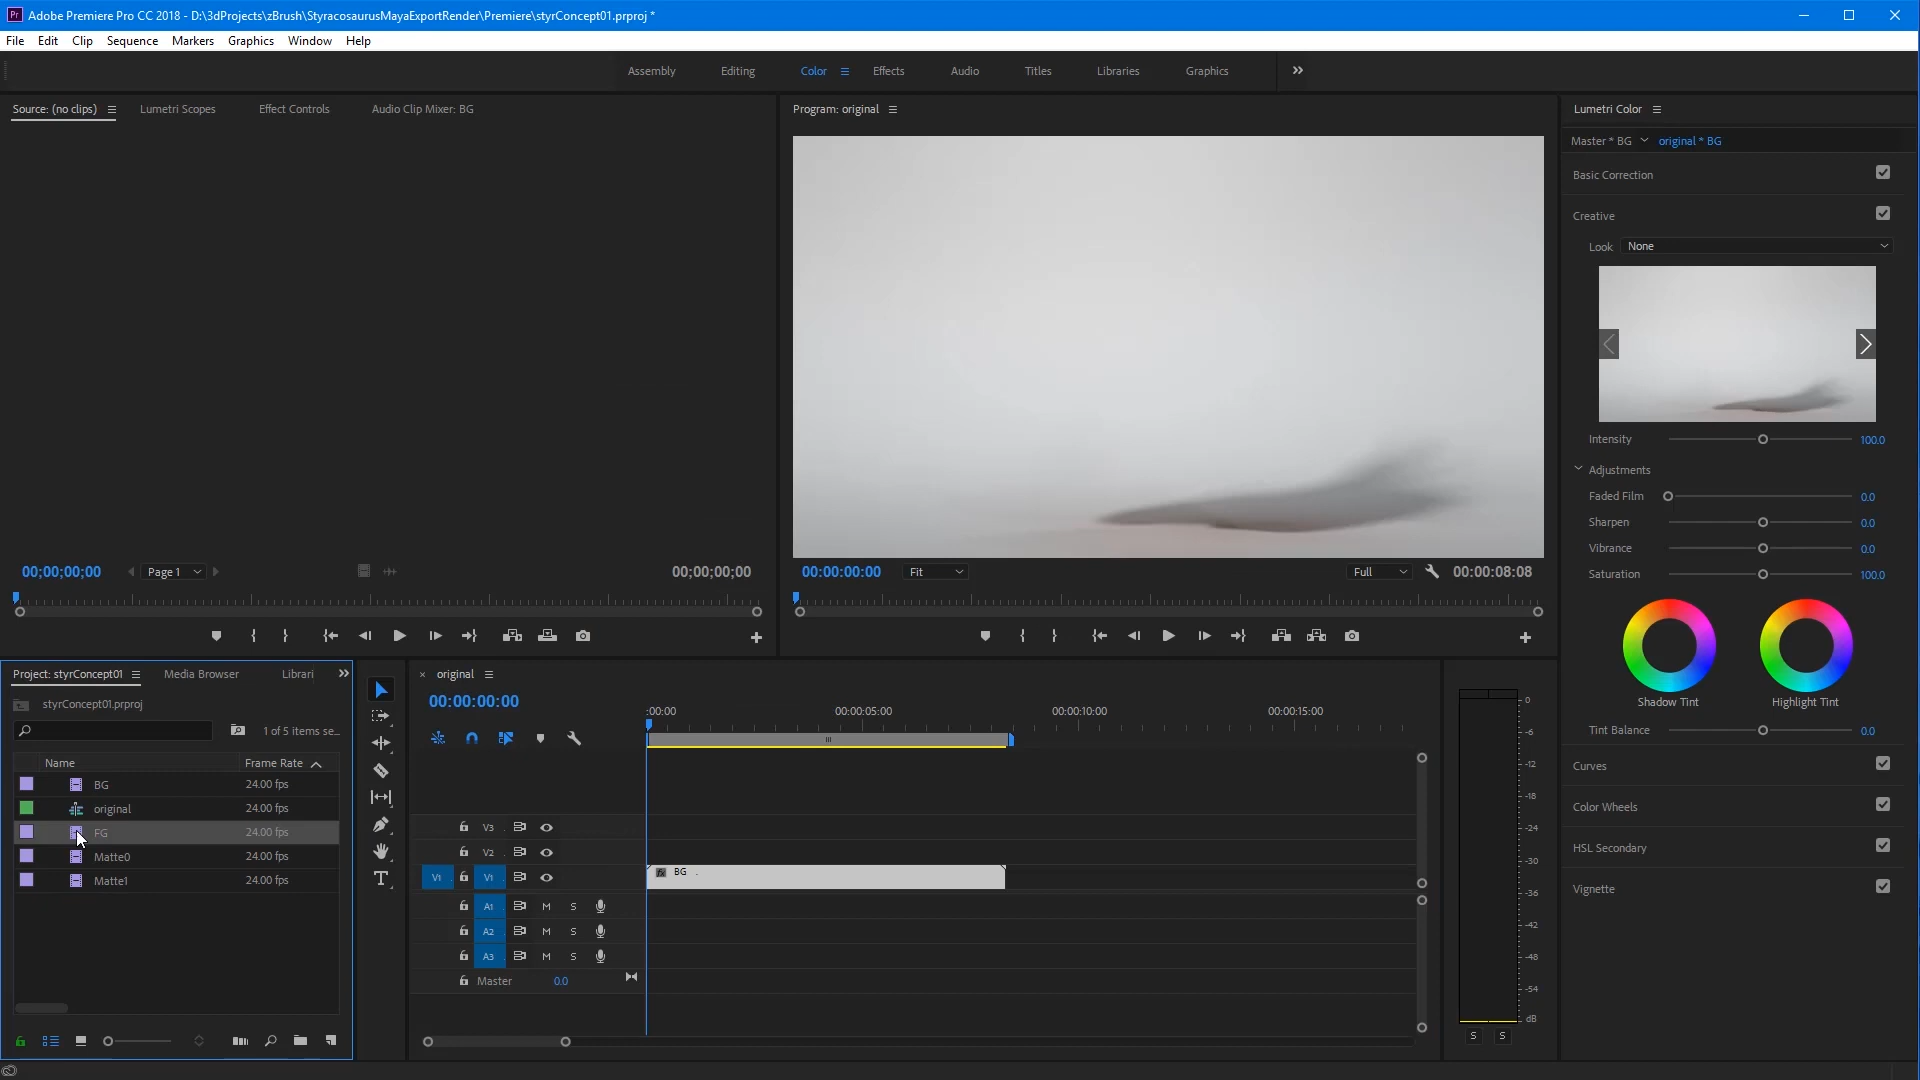 Adobe Premiere Pro CC 2018 - D:\3dProjects\zBrush\StyracosaurusMayaExportRender\Premiere\styrConcept01.prproj *
File Edit Clip Sequence Markers Graphics Window Help
Assembly Editing Color Effects Audio Titles Libraries Graphics
Source: (no clips) Lumetri Scopes Effect Controls Audio Clip Mixer: BG
Program: original
Lumetri Color
Master * BG original * BG
Basic Correction
Creative
Look None
Intensity 100.0
Adjustments
Faded Film 0.0
Sharpen 0.0
Vibrance 0.0
Saturation 100.0
Shadow Tint Highlight Tint
Tint Balance 0.0
Curves
Color Wheels
HSL Secondary
Vignette
00;00;00;00 Page 1 00;00;00;00
00:00:00:00 Fit Full 00:00:08:08
Project: styrConcept01 Media Browser Librari
styrConcept01.prproj
1 of 5 items se...
Name Frame Rate
BG 24.00 fps
original 24.00 fps
FG 24.00 fps
Matte0 24.00 fps
Matte1 24.00 fps
original
00:00:00:00
:00:00 00:00:05:00 00:00:10:00 00:00:15:00
V3
V2
V1 V1 fx BG
A1 M S
A2 M S
A3 M S
Master 0.0
0
-6
-12
-18
-24
-30
-36
-42
-48
-54
dB
S S